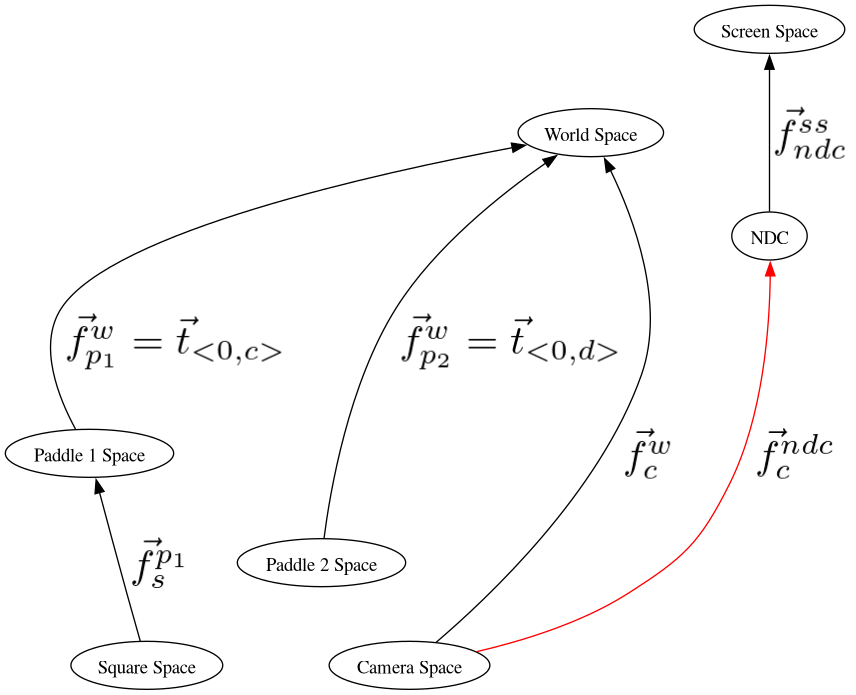 Screen Space
World Space
$\vec{f}_{ndc}^{ss}$
NDC
$\vec{f}_{p_1}^{w} = \vec{t}_{<0,c>}$
$\vec{f}_{p_2}^{w} = \vec{t}_{<0,d>}$
Paddle 1 Space
$\vec{f}_{c}^{w}$
$\vec{f}_{c}^{ndc}$
$\vec{f}_{s}^{p_1}$
Paddle 2 Space
Square Space
Camera Space